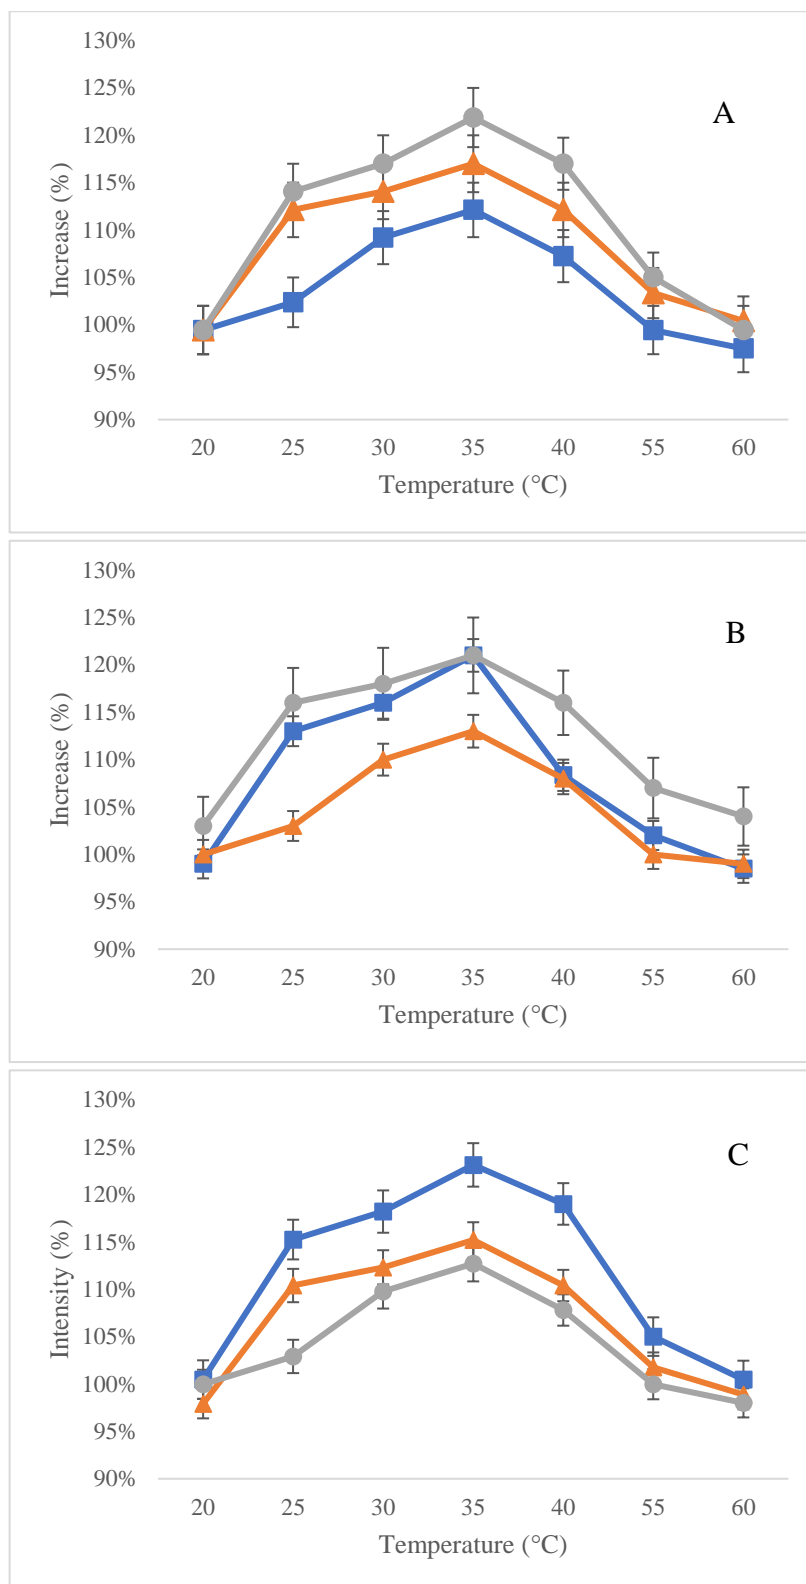 130%
125%
A
120%
115%
110%
105%
100%
95%
90%
Increase (%)
20 25 30 35 40 55 60
Temperature (°C)
130%
125%
B
120%
115%
110%
105%
100%
95%
90%
Increase (%)
20 25 30 35 40 55 60
Temperature (°C)
130%
125%
C
120%
115%
110%
105%
100%
95%
90%
Intensity (%)
20 25 30 35 40 55 60
Temperature (°C)